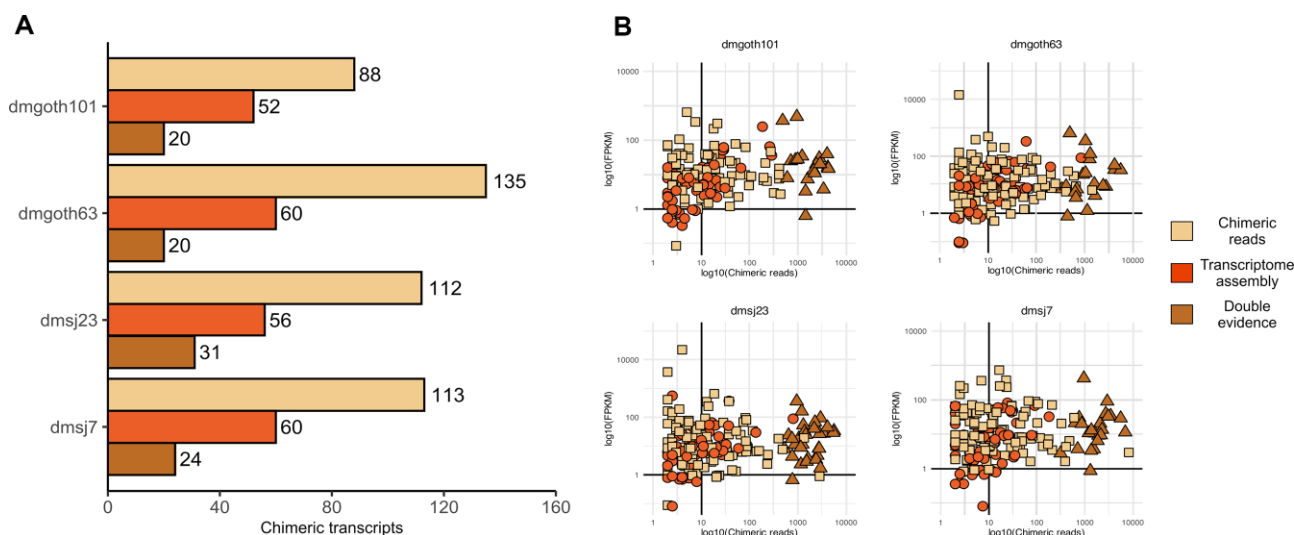 A
dmgoth101
88
52
20
dmgoth63
135
60
20
dmsj23
112
56
31
dmsj7
113
60
24
0 40 80 120 160
Chimeric transcripts
B
dmgoth101
10000
100
1
log10(FPKM)
1 10 100 1000 10000
log10(Chimeric reads)
dmgoth63
10000
100
1
log10(FPKM)
1 10 100 1000 10000
log10(Chimeric reads)
dmsj23
10000
100
1
log10(FPKM)
1 10 100 1000 10000
log10(Chimeric reads)
dmsj7
10000
100
1
log10(FPKM)
1 10 100 1000 10000
log10(Chimeric reads)
Chimeric
reads
Transcriptome
assembly
Double
evidence